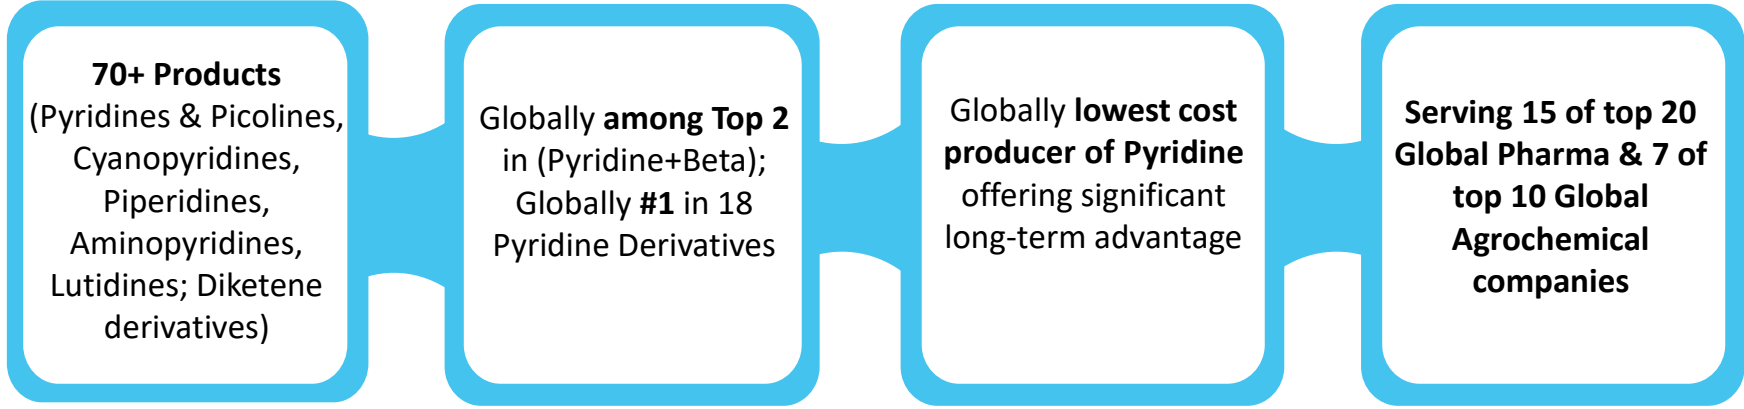 70+ Products
(Pyridines & Picolines,
Cyanopyridines,
Piperidines,
Aminopyridines,
Lutidines; Diketene
derivatives)
Globally among Top 2
in (Pyridine+Beta);
Globally #1 in 18
Pyridine Derivatives
Globally lowest cost
producer of Pyridine
offering significant
long-term advantage
Serving 15 of top 20
Global Pharma & 7 of
top 10 Global
Agrochemical
companies